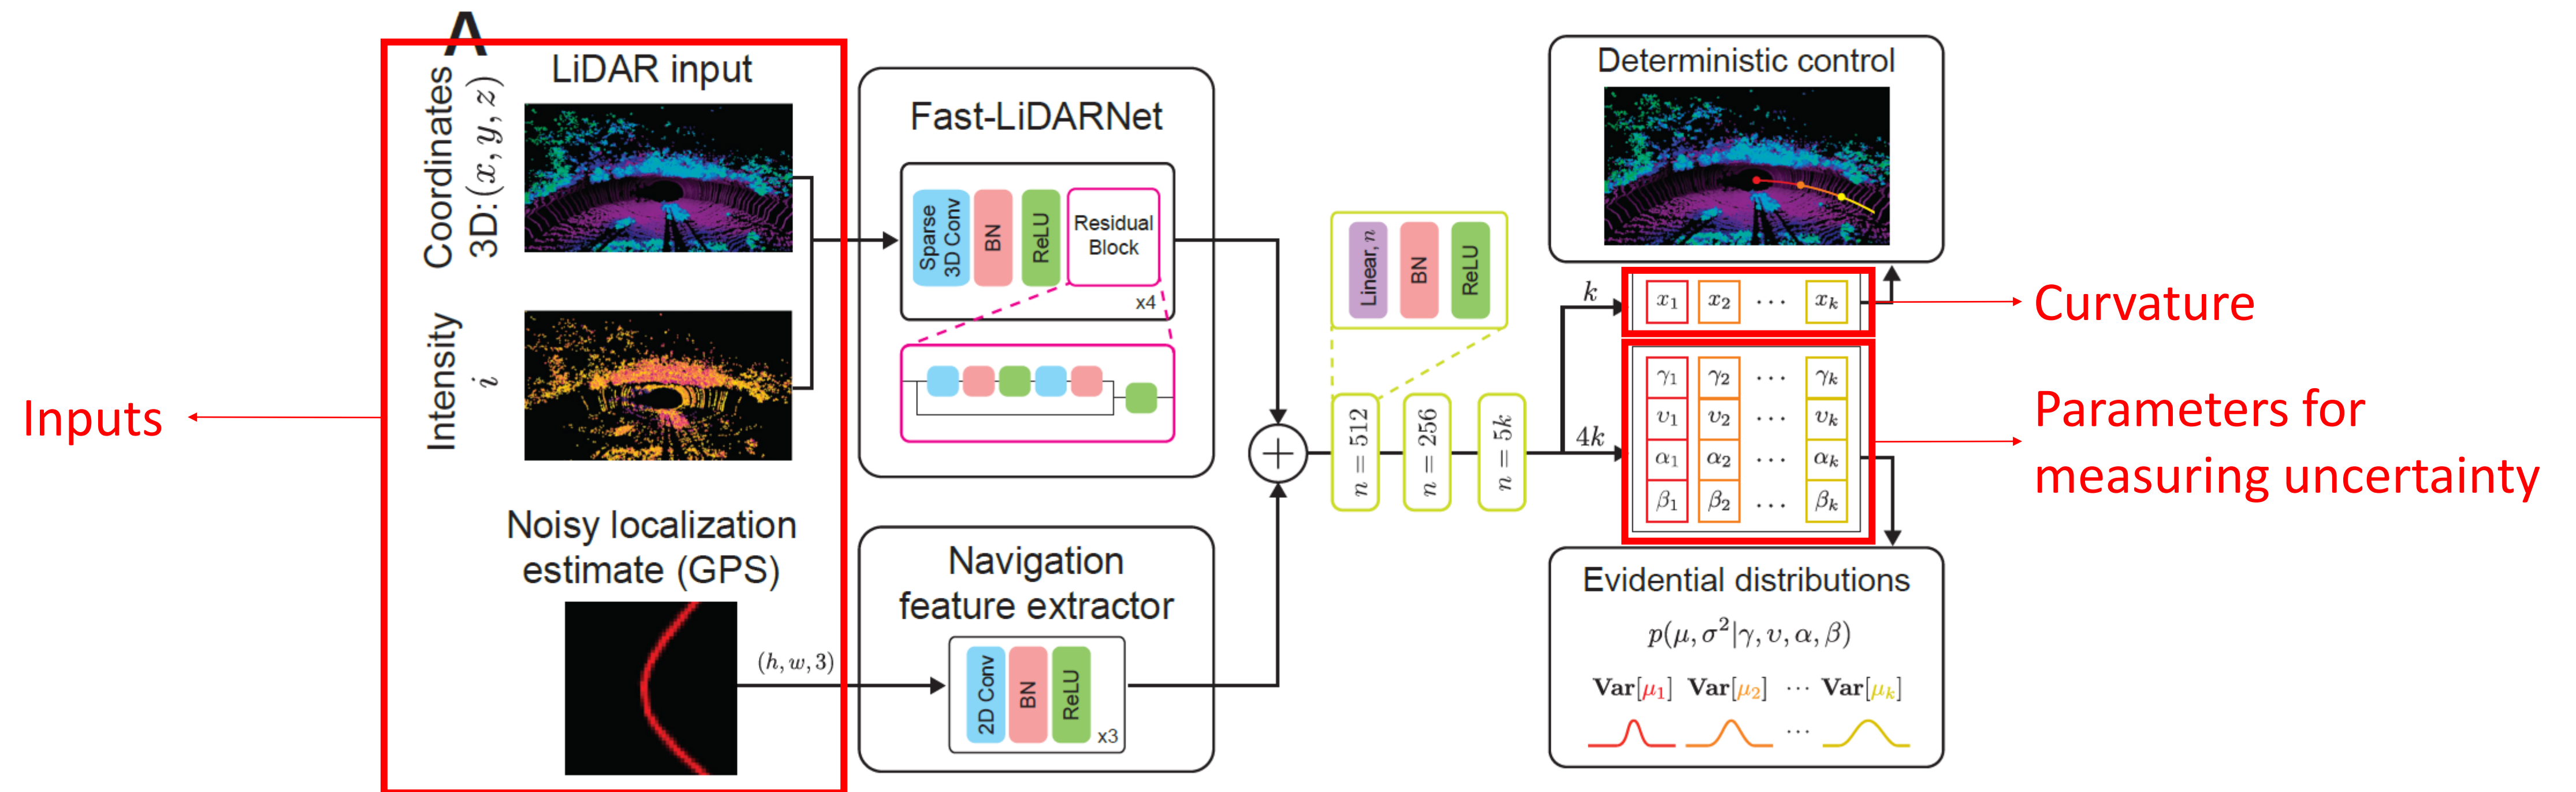 A
Inputs
LiDAR input
Coordinates
3D: (x, y, z)
Intensity
i
Noisy localization
estimate (GPS)
(h, w, 3)
Fast-LiDARNet
Sparse
3D Conv
BN
ReLU
Residual
Block
x4
Navigation
feature extractor
2D Conv
BN
ReLU
x3
+
Linear, n
BN
ReLU
n = 512
n = 256
n = 5k
k
4k
Deterministic control
x₁ x₂ ··· xₖ
γ₁ γ₂ ··· γₖ
υ₁ υ₂ ··· υₖ
α₁ α₂ ··· αₖ
β₁ β₂ ··· βₖ
Evidential distributions
p(μ, σ²|γ, υ, α, β)
Var[μ₁] Var[μ₂] ··· Var[μₖ]
···
Curvature
Parameters for
measuring uncertainty